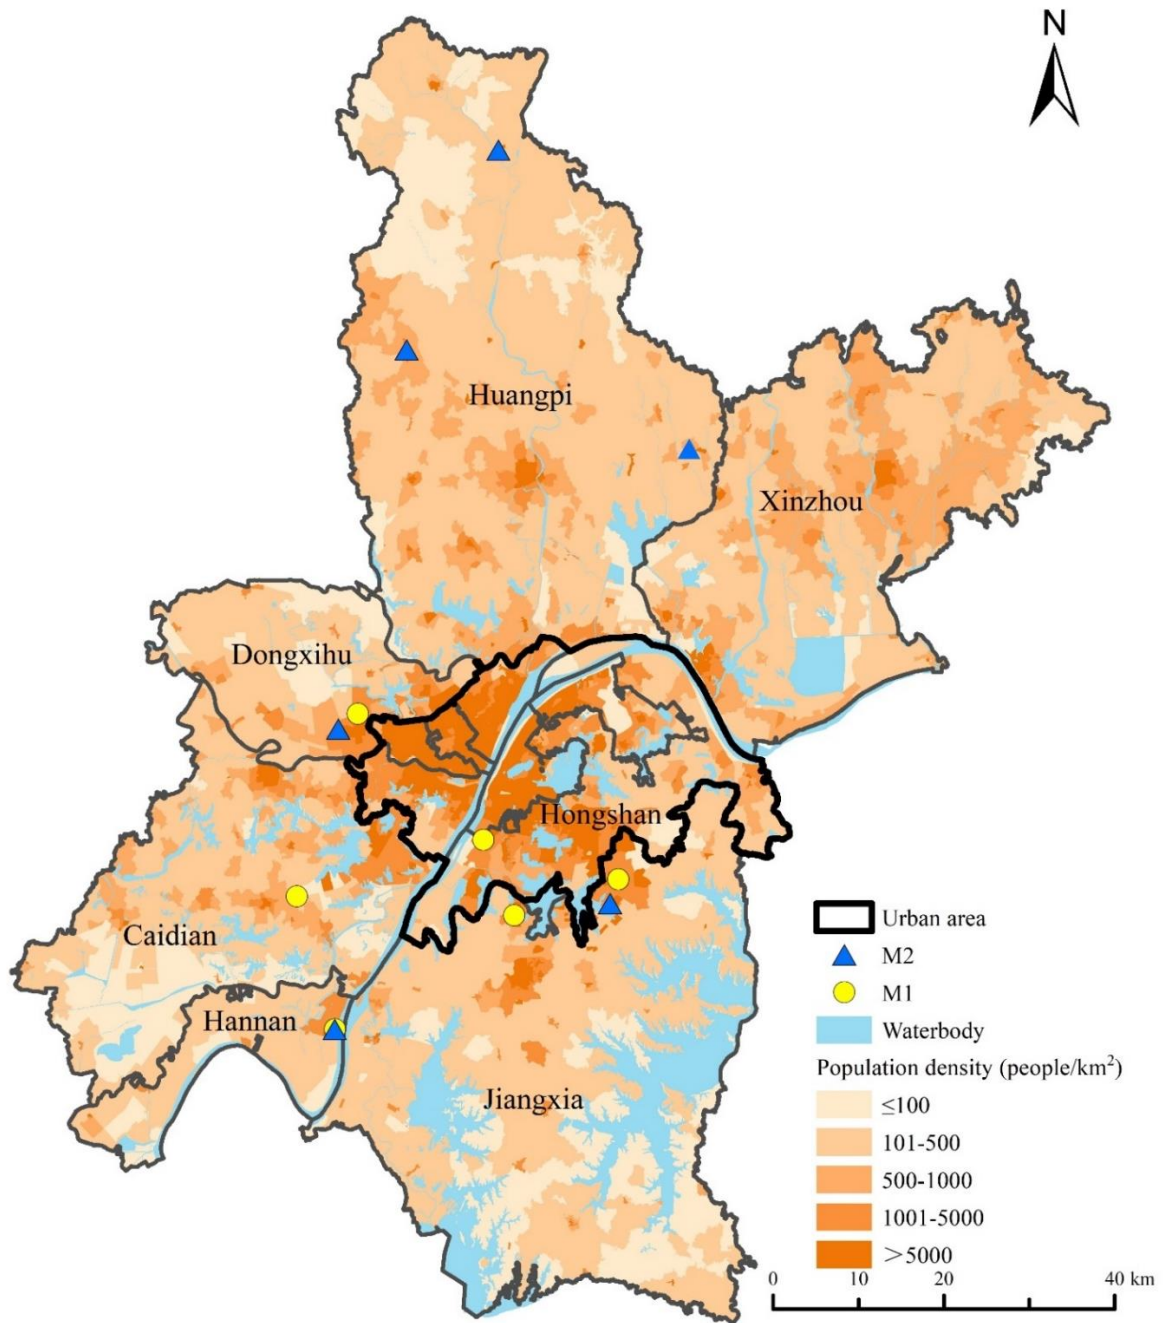 N
Huangpi
Xinzhou
Dongxihu
Hongshan
Caidian
Hannan
Jiangxia
Urban area
M2
M1
Waterbody
Population density (people/km²)
≤100
101-500
500-1000
1001-5000
>5000
0 10 20 40 km